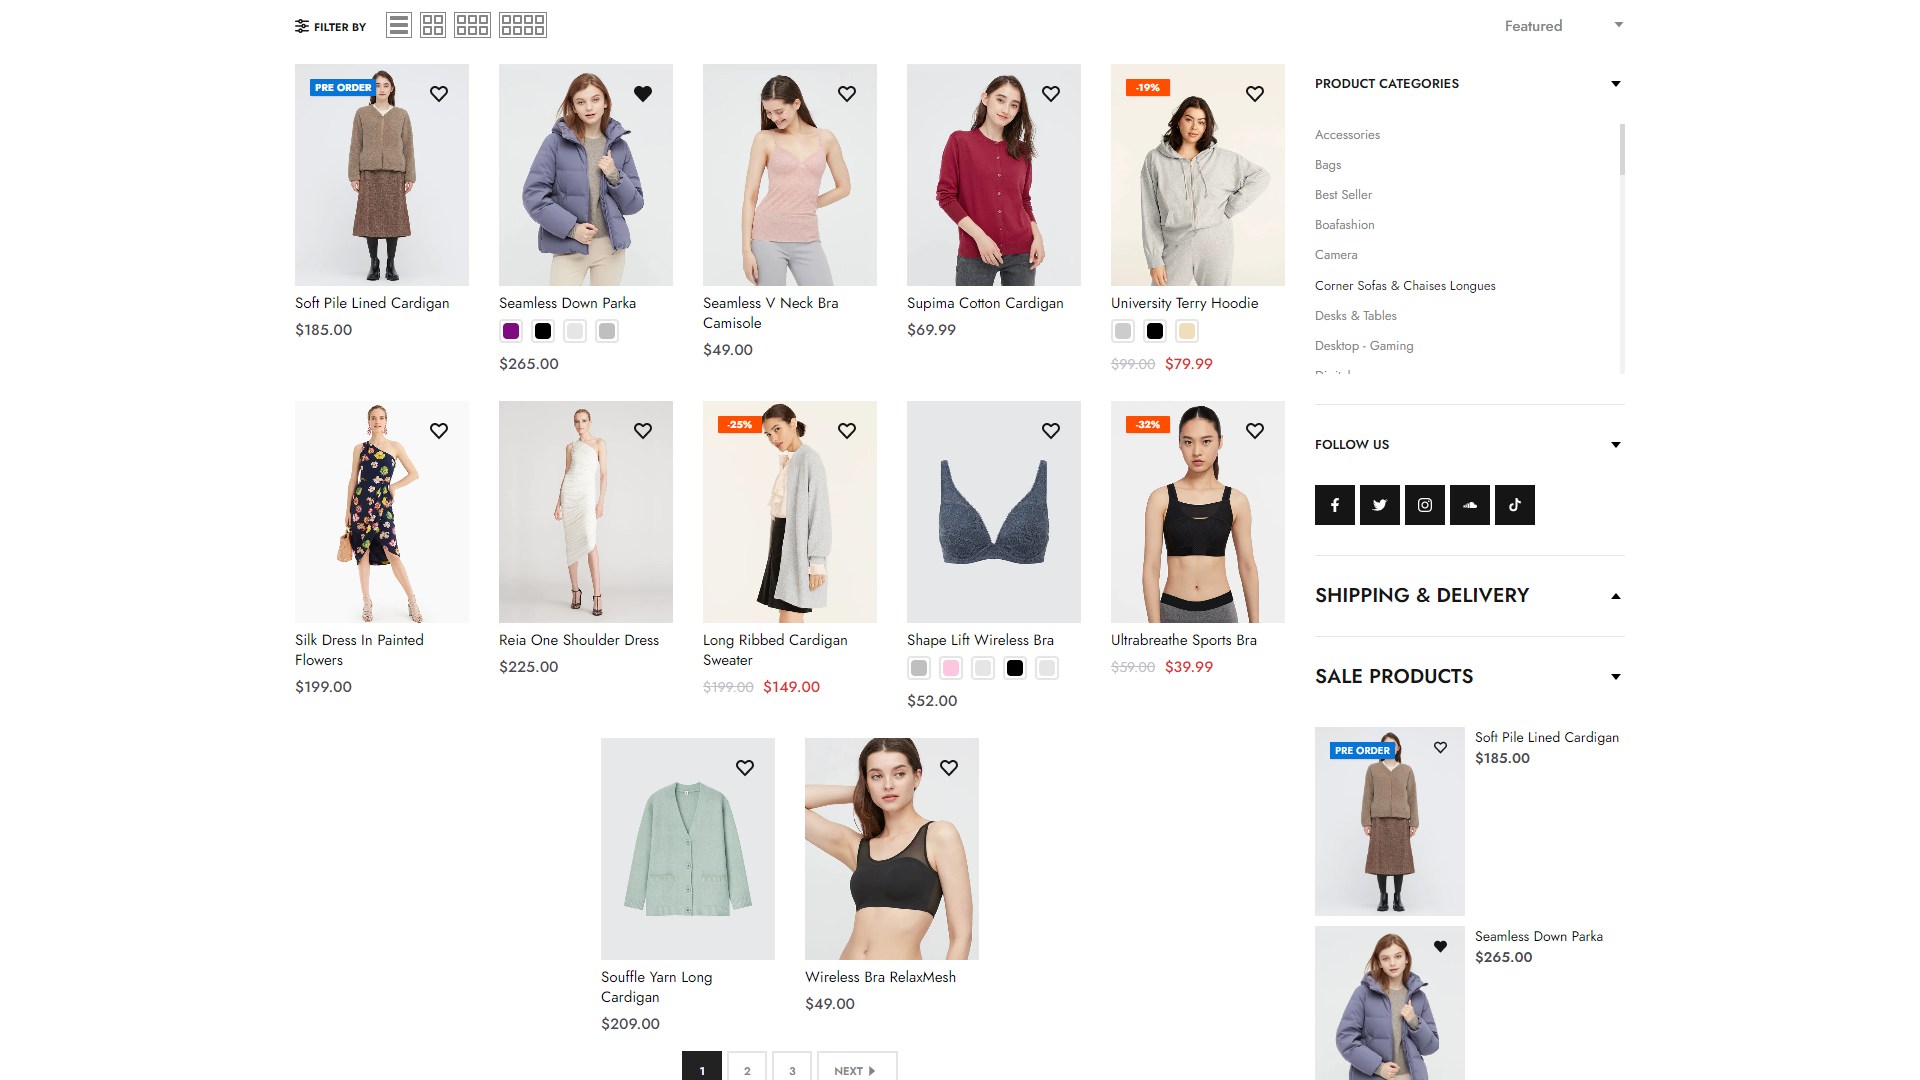 FILTER BY
Featured
PRE ORDER
Soft Pile Lined Cardigan
$185.00
Seamless Down Parka
$265.00
Seamless V Neck Bra
Camisole
$49.00
Supima Cotton Cardigan
$69.99
-19%
University Terry Hoodie
$99.00 $79.99
Silk Dress In Painted
Flowers
$199.00
Reia One Shoulder Dress
$225.00
-25%
Long Ribbed Cardigan
Sweater
$199.00 $149.00
Shape Lift Wireless Bra
$52.00
-32%
Ultrabreathe Sports Bra
$59.00 $39.99
Souffle Yarn Long
Cardigan
$209.00
Wireless Bra RelaxMesh
$49.00
1 2 3 NEXT
PRODUCT CATEGORIES
Accessories
Bags
Best Seller
Boafashion
Camera
Corner Sofas & Chaises Longues
Desks & Tables
Desktop - Gaming
FOLLOW US
SHIPPING & DELIVERY
SALE PRODUCTS
PRE ORDER
Soft Pile Lined Cardigan
$185.00
Seamless Down Parka
$265.00